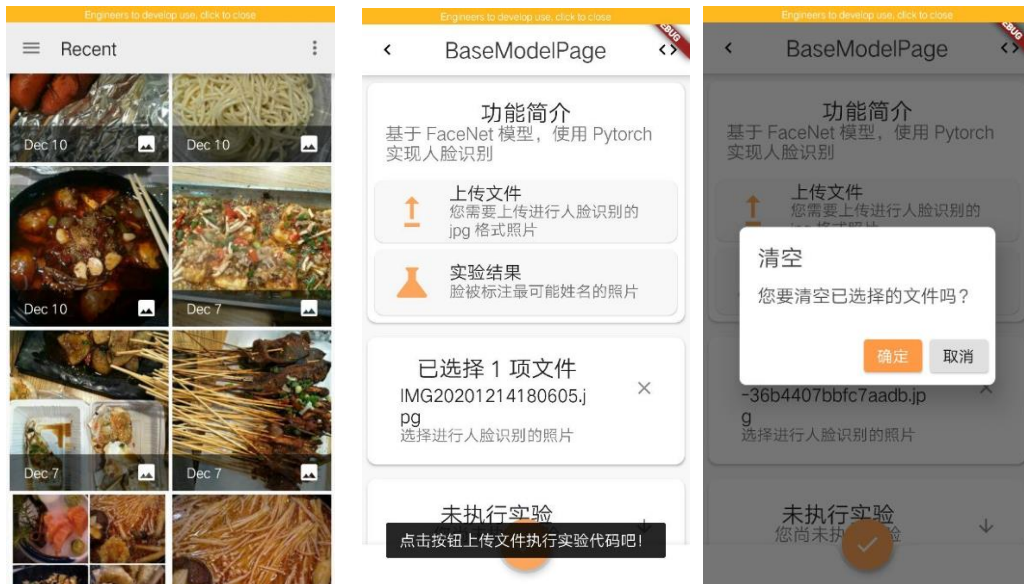 Engineers to develop use, click to close
Recent
Dec 10
Dec 10
Dec 10
Dec 7
Dec 7
Dec 7
Engineers to develop use, click to close
BaseModelPage
功能简介
基于 FaceNet 模型，使用 Pytorch
实现人脸识别
上传文件
您需要上传进行人脸识别的
jpg 格式照片
实验结果
脸被标注最可能姓名的照片
已选择 1 项文件
IMG20201214180605.j
pg
选择进行人脸识别的照片
未执行实验
点击按钮上传文件执行实验代码吧！
Engineers to develop use, click to close
BaseModelPage
功能简介
基于 FaceNet 模型，使用 Pytorch
实现人脸识别
上传文件
您需要上传进行人脸识别的
清空
您要清空已选择的文件吗？
确定
取消
-36b4407bbfc7aadb.jp
g
选择进行人脸识别的照片
未执行实验